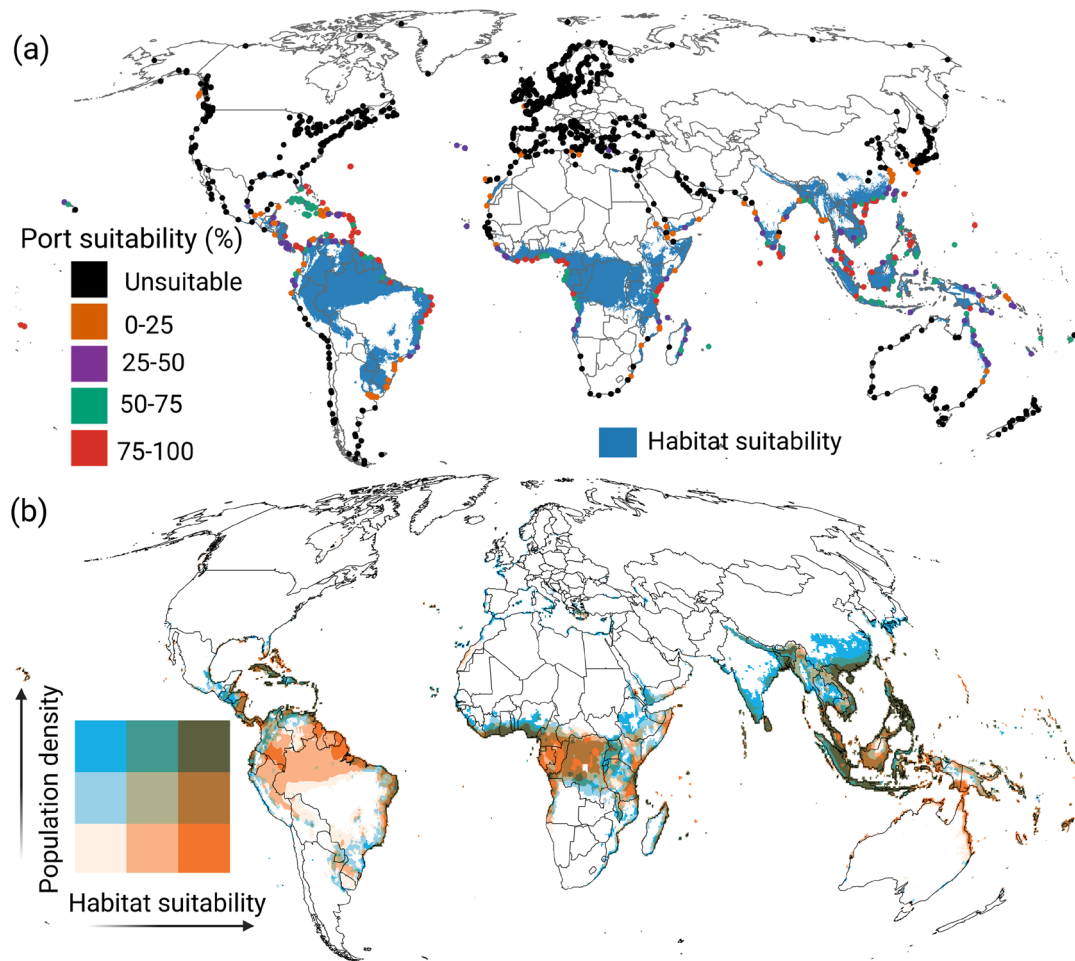 (a)
Port suitability (%)
Unsuitable
0-25
25-50
50-75
75-100
Habitat suitability
(b)
Population density
Habitat suitability